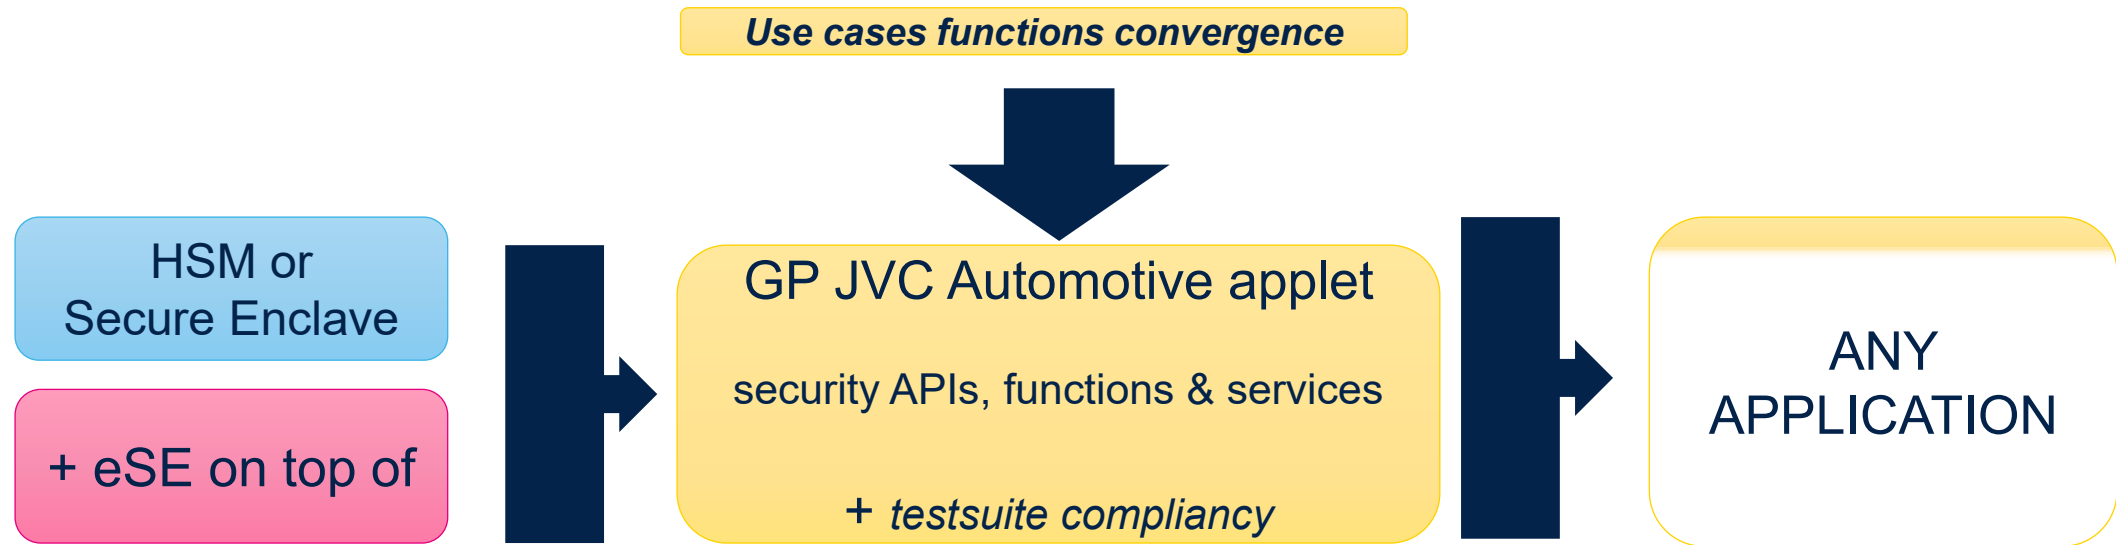 Use cases functions convergence
HSM or
Secure Enclave
+ eSE on top of
GP JVC Automotive applet
security APIs, functions & services
+ testsuite compliancy
ANY
APPLICATION